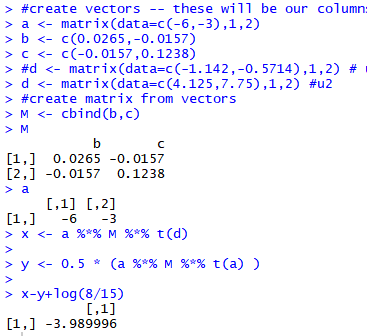 > #create vectors -- these will be our columns
> a <- matrix(data=c(-6,-3),1,2)
> b <- c(0.0265,-0.0157)
> c <- c(-0.0157,0.1238)
> #d <- matrix(data=c(-1.142,-0.5714),1,2) #
> d <- matrix(data=c(4.125,7.75),1,2) #u2
> #create matrix from vectors
> M <- cbind(b,c)
> M
b c
[1,] 0.0265 -0.0157
[2,] -0.0157 0.1238
> a
[,1] [,2]
[1,] -6 -3
> x <- a %*% M %*% t(d)
>
> y <- 0.5 * (a %*% M %*% t(a) )
>
> x-y+log(8/15)
[,1]
[1,] -3.989996